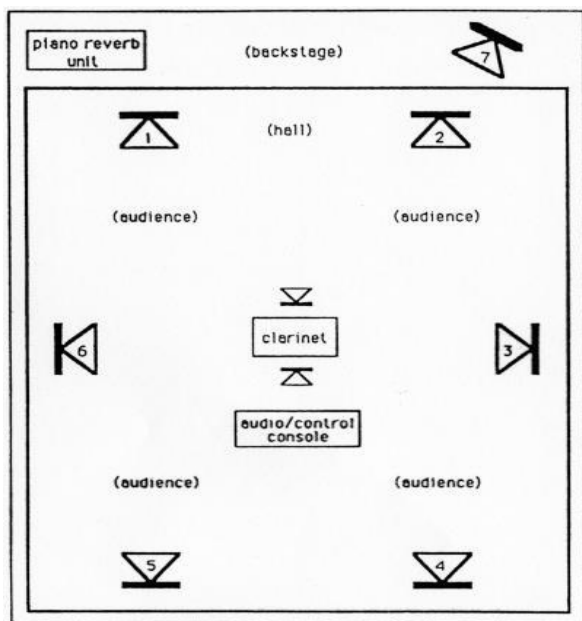 piano reverb
unit
(backstage)
7
1
(hall)
2
(audience)
(audience)
clarinet
6
3
audio/control
console
(audience)
(audience)
5
4